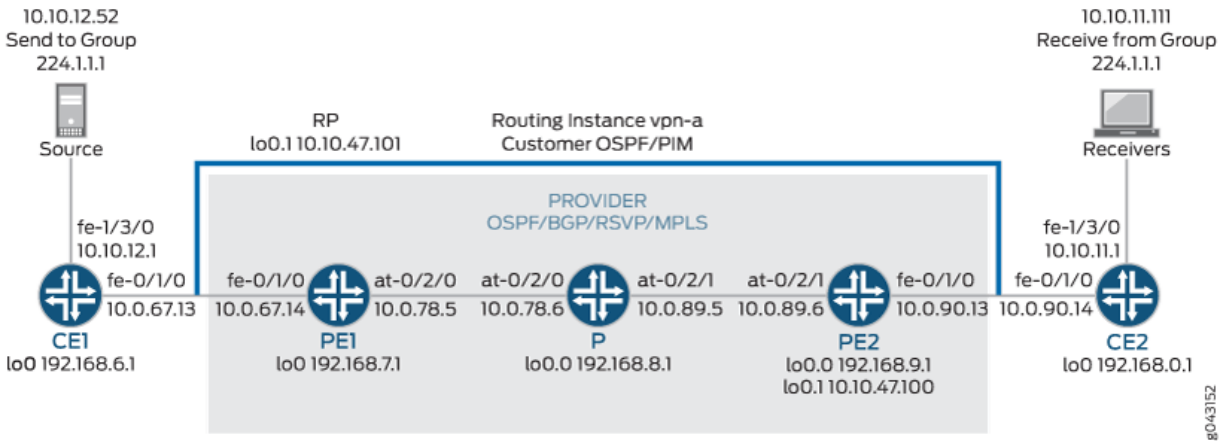 10.10.12.52
Send to Group
224.1.1.1
Source
10.10.11.111
Receive from Group
224.1.1.1
Receivers
RP
lo0.1 10.10.47.101
Routing Instance vpn-a
Customer OSPF/PIM
PROVIDER
OSPF/BGP/RSVP/MPLS
fe-1/3/0
10.10.12.1
fe-1/3/0
10.10.11.1
fe-0/1/0
10.0.67.13
fe-0/1/0
10.0.67.14
at-0/2/0
10.0.78.5
at-0/2/0
10.0.78.6
at-0/2/1
10.0.89.5
at-0/2/1
10.0.89.6
fe-0/1/0
10.0.90.13
fe-0/1/0
10.0.90.14
CE1
lo0 192.168.6.1
PE1
lo0 192.168.7.1
P
lo0.0 192.168.8.1
PE2
lo0.0 192.168.9.1
lo0.1 10.10.47.100
CE2
lo0 192.168.0.1
g043152